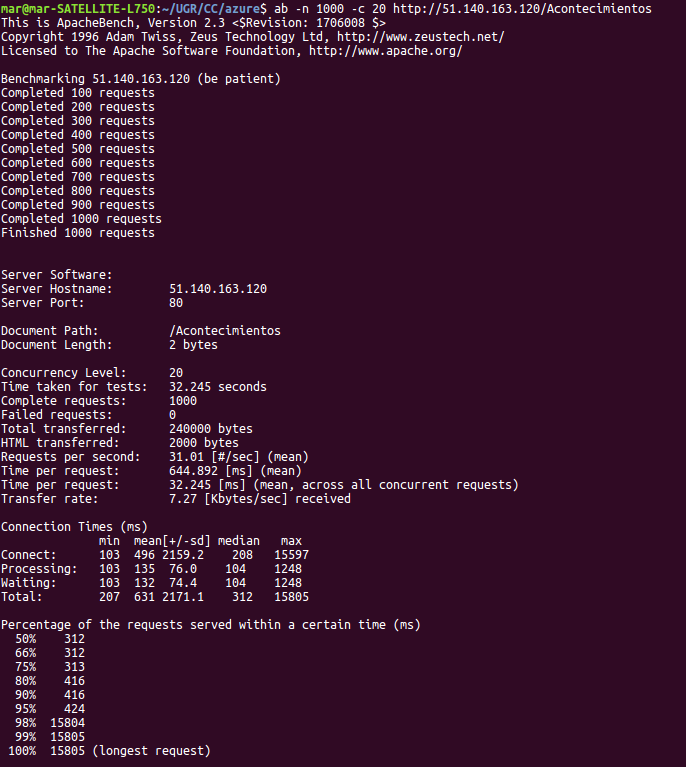 mar@mar-SATELLITE-L750:~/UGR/CC/azure$ ab -n 1000 -c 20 http://51.140.163.120/Acontecimientos
This is ApacheBench, Version 2.3 <$Revision: 1706008 $>
Copyright 1996 Adam Twiss, Zeus Technology Ltd, http://www.zeustech.net/
Licensed to The Apache Software Foundation, http://www.apache.org/

Benchmarking 51.140.163.120 (be patient)
Completed 100 requests
Completed 200 requests
Completed 300 requests
Completed 400 requests
Completed 500 requests
Completed 600 requests
Completed 700 requests
Completed 800 requests
Completed 900 requests
Completed 1000 requests
Finished 1000 requests


Server Software:
Server Hostname:        51.140.163.120
Server Port:            80

Document Path:          /Acontecimientos
Document Length:        2 bytes

Concurrency Level:      20
Time taken for tests:   32.245 seconds
Complete requests:      1000
Failed requests:        0
Total transferred:      240000 bytes
HTML transferred:       2000 bytes
Requests per second:    31.01 [#/sec] (mean)
Time per request:       644.892 [ms] (mean)
Time per request:       32.245 [ms] (mean, across all concurrent requests)
Transfer rate:          7.27 [Kbytes/sec] received

Connection Times (ms)
              min  mean[+/-sd] median   max
Connect:      103  496 2159.2    208   15597
Processing:   103  135  76.0    104    1248
Waiting:      103  132  74.4    104    1248
Total:        207  631 2171.1    312   15805

Percentage of the requests served within a certain time (ms)
  50%    312
  66%    312
  75%    313
  80%    416
  90%    416
  95%    424
  98%  15804
  99%  15805
 100%  15805 (longest request)